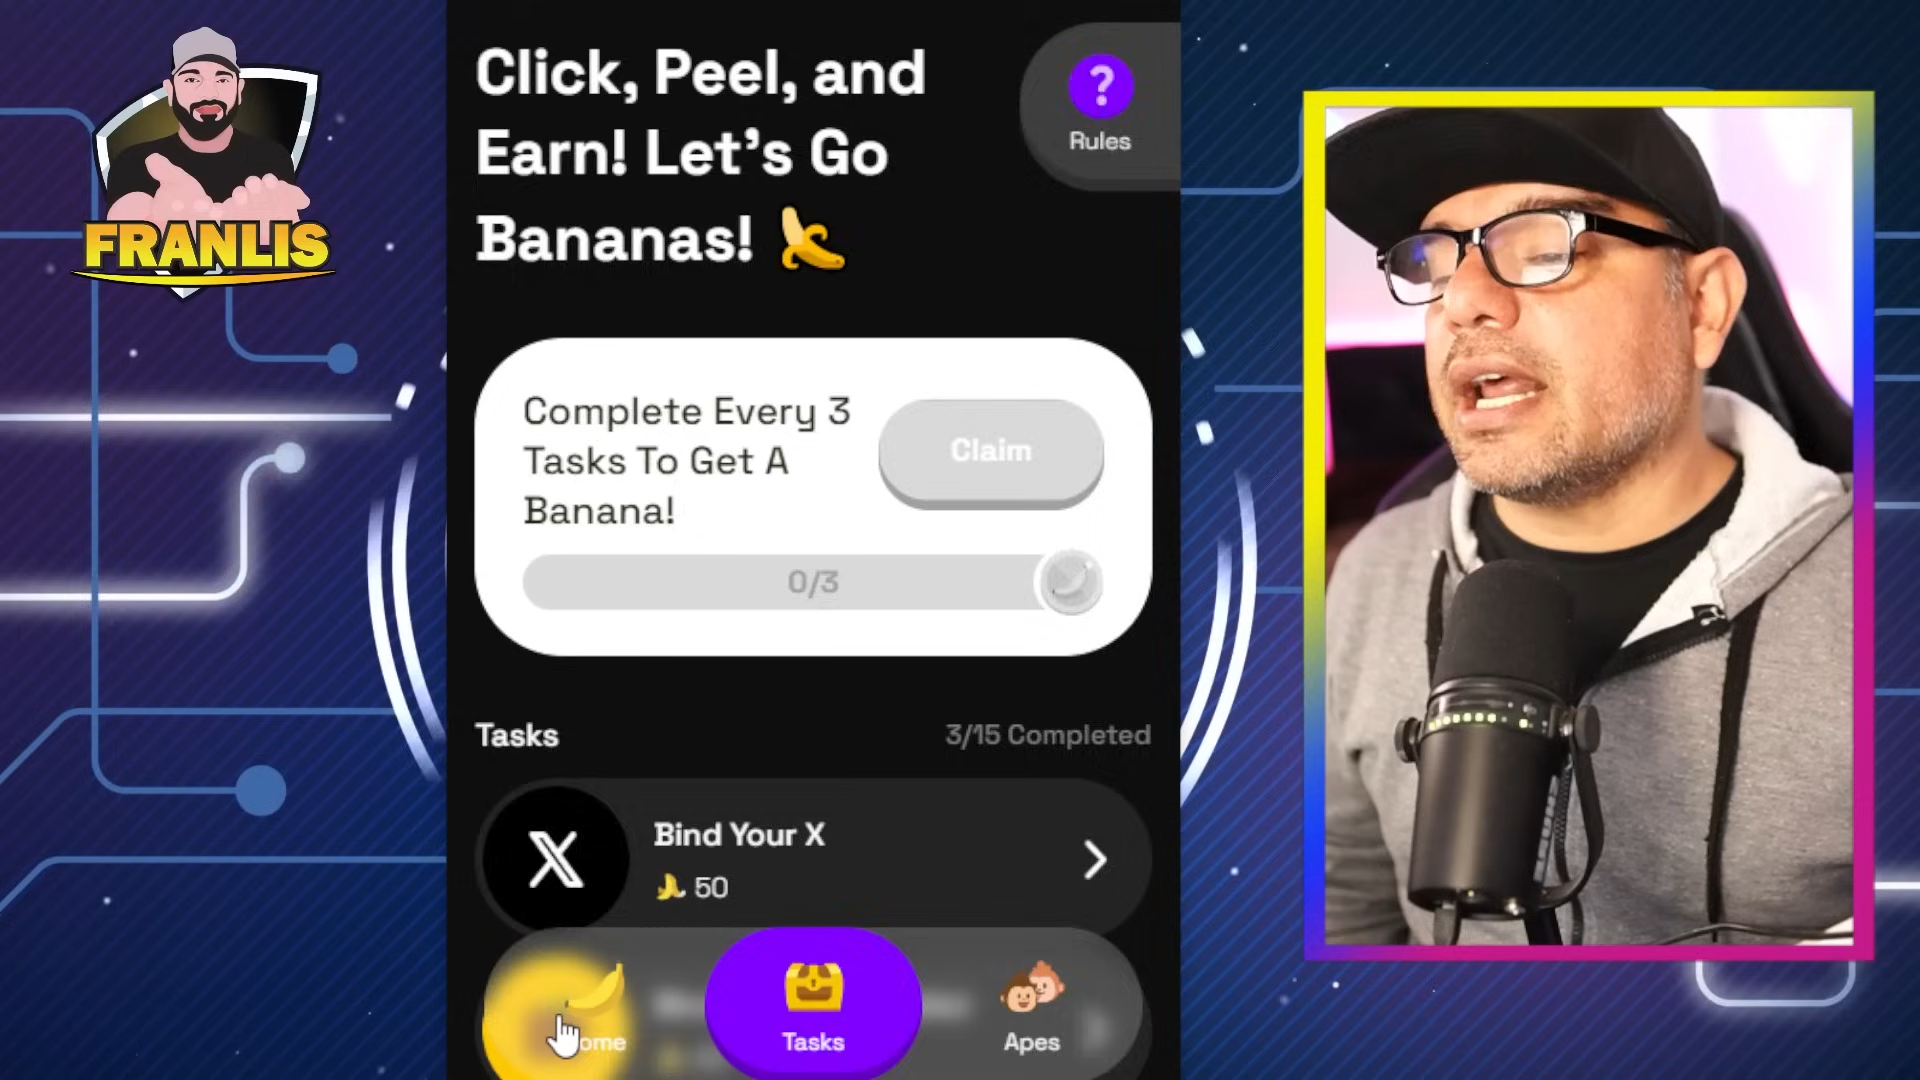 FRANLIS
Click, Peel, and
Earn! Let's Go
Bananas!
?
Rules
Complete Every 3
Tasks To Get A
Banana!
Claim
0/3
Tasks
3/15 Completed
Bind Your X
50
Tasks
Apes